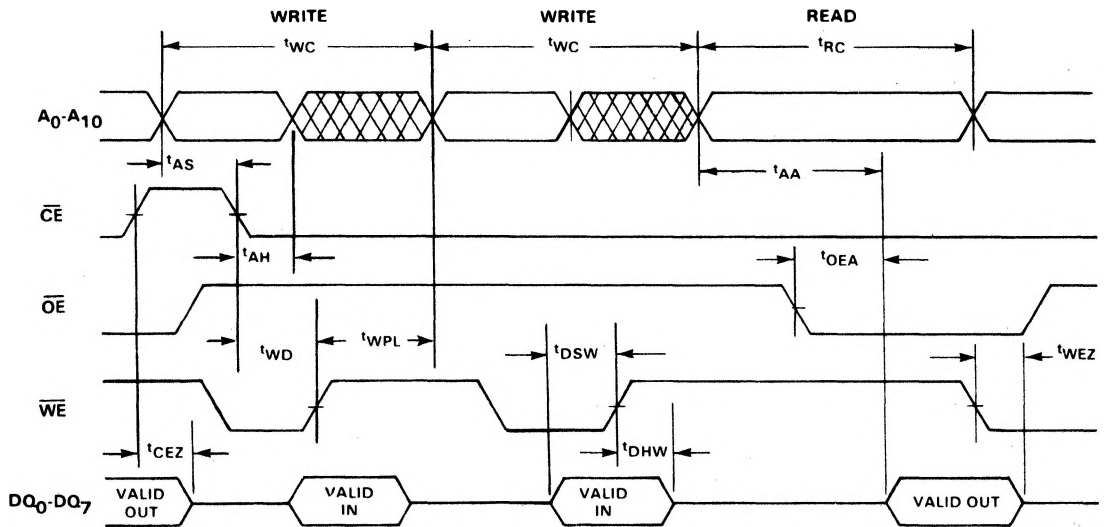 WRITE WRITE READ
tWC tWC tRC
A0-A10
tAS tAA
CE
tAH tOEA
OE
tWD tWPL tDSW tWEZ
WE
tCEZ tDHW
DQ0-DQ7 VALID OUT VALID IN VALID IN VALID OUT